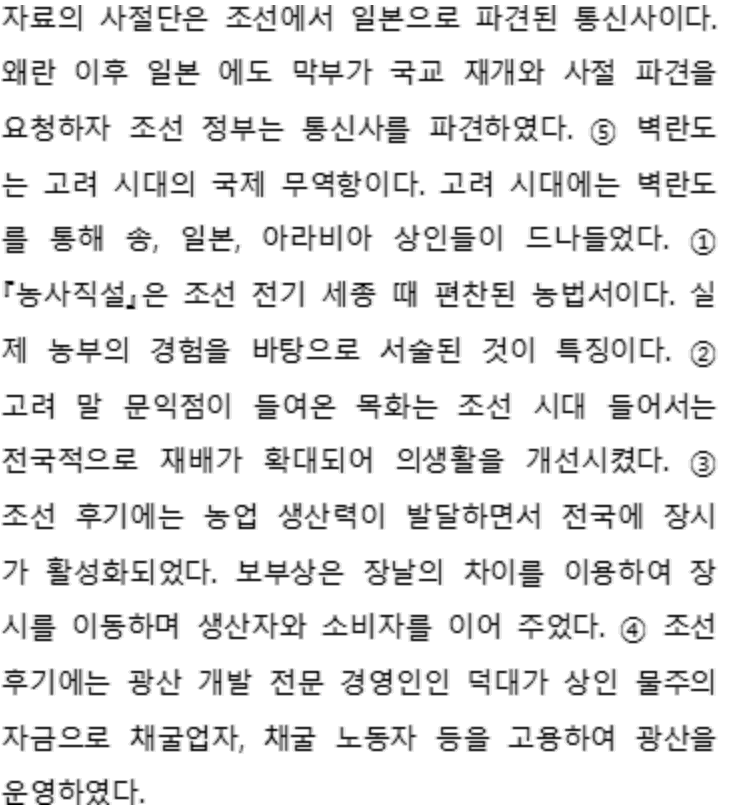 자료의 사절단은 조선에서 일본으로 파견된 통신사이다.
왜란 이후 일본 에도 막부가 국교 재개와 사절 파견을
요청하자 조선 정부는 통신사를 파견하였다. ⑤ 벽란도
는 고려 시대의 국제 무역항이다. 고려 시대에는 벽란도
를 통해 송, 일본, 아라비아 상인들이 드나들었다. ①
『농사직설』은 조선 전기 세종 때 편찬된 농법서이다. 실
제 농부의 경험을 바탕으로 서술된 것이 특징이다. ②
고려 말 문익점이 들여온 목화는 조선 시대 들어서는
전국적으로 재배가 확대되어 의생활을 개선시켰다. ③
조선 후기에는 농업 생산력이 발달하면서 전국에 장시
가 활성화되었다. 보부상은 장날의 차이를 이용하여 장
시를 이동하며 생산자와 소비자를 이어 주었다. ④ 조선
후기에는 광산 개발 전문 경영인인 덕대가 상인 물주의
자금으로 채굴업자, 채굴 노동자 등을 고용하여 광산을
운영하였다.